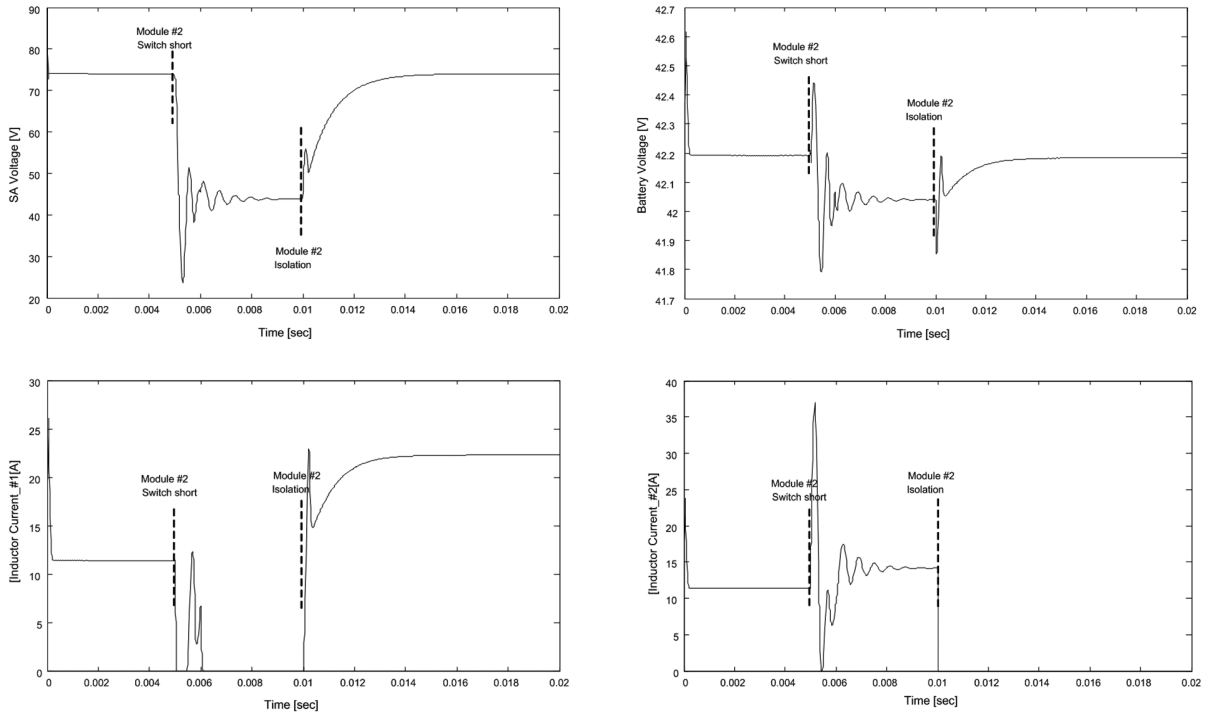 90
80
70
60
50
40
30
20
SA Voltage [V]
Module #2
Switch short
Module #2
Isolation
0 0.002 0.004 0.006 0.008 0.01 0.012 0.014 0.016 0.018 0.02
Time [sec]
42.7
42.6
42.5
42.4
42.3
42.2
42.1
42
41.9
41.8
41.7
Battery Voltage [V]
Module #2
Switch short
Module #2
Isolation
0 0.002 0.004 0.006 0.008 0.01 0.012 0.014 0.016 0.018 0.02
Time [sec]
30
25
20
15
10
5
0
[Inductor Current_#1[A]
Module #2
Switch short
Module #2
Isolation
0 0.002 0.004 0.006 0.008 0.01 0.012 0.014 0.016 0.018 0.02
Time [sec]
40
35
30
25
20
15
10
5
0
[Inductor Current_#2[A]
Module #2
Switch short
Module #2
Isolation
0 0.002 0.004 0.006 0.008 0.01 0.012 0.014 0.016 0.018 0.02
Time [sec]